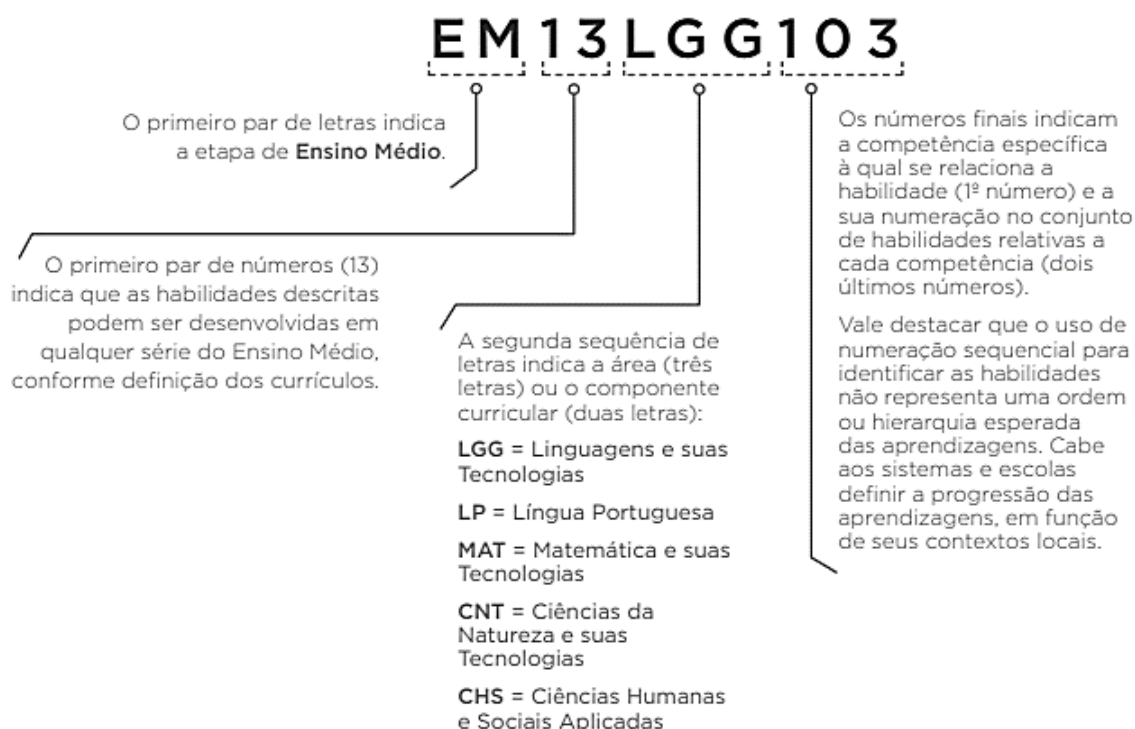 EM13LGG103
O primeiro par de letras indica
a etapa de Ensino Médio.
O primeiro par de números (13)
indica que as habilidades descritas
podem ser desenvolvidas em
qualquer série do Ensino Médio,
conforme definição dos currículos.
A segunda sequência de
letras indica a área (três
letras) ou o componente
curricular (duas letras):
LGG = Linguagens e suas
Tecnologias
LP = Língua Portuguesa
MAT = Matemática e suas
Tecnologias
CNT = Ciências da
Natureza e suas
Tecnologias
CHS = Ciências Humanas
e Sociais Aplicadas
Os números finais indicam
a competência específica
à qual se relaciona a
habilidade (1º número) e a
sua numeração no conjunto
de habilidades relativas a
cada competência (dois
últimos números).
Vale destacar que o uso de
numeração sequencial para
identificar as habilidades
não representa uma ordem
ou hierarquia esperada
das aprendizagens. Cabe
aos sistemas e escolas
definir a progressão das
aprendizagens, em função
de seus contextos locais.